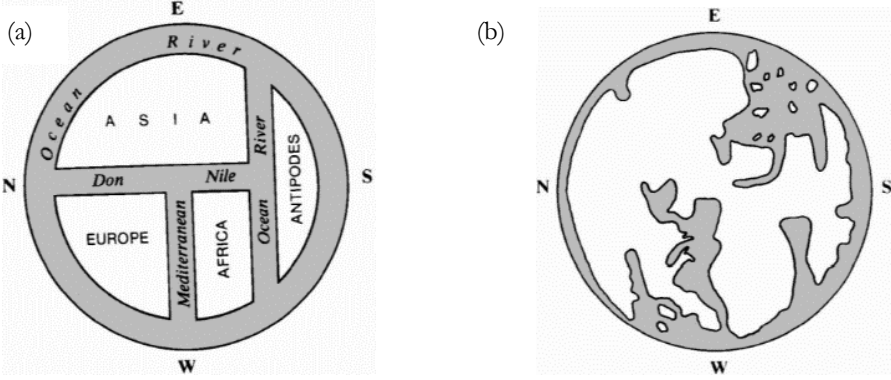 (a)
E
Ocean River
ASIA
River
ANTIPODES
N
Don
Nile
S
EUROPE
Mediterranean
AFRICA
Ocean
W
(b)
E
N
S
W